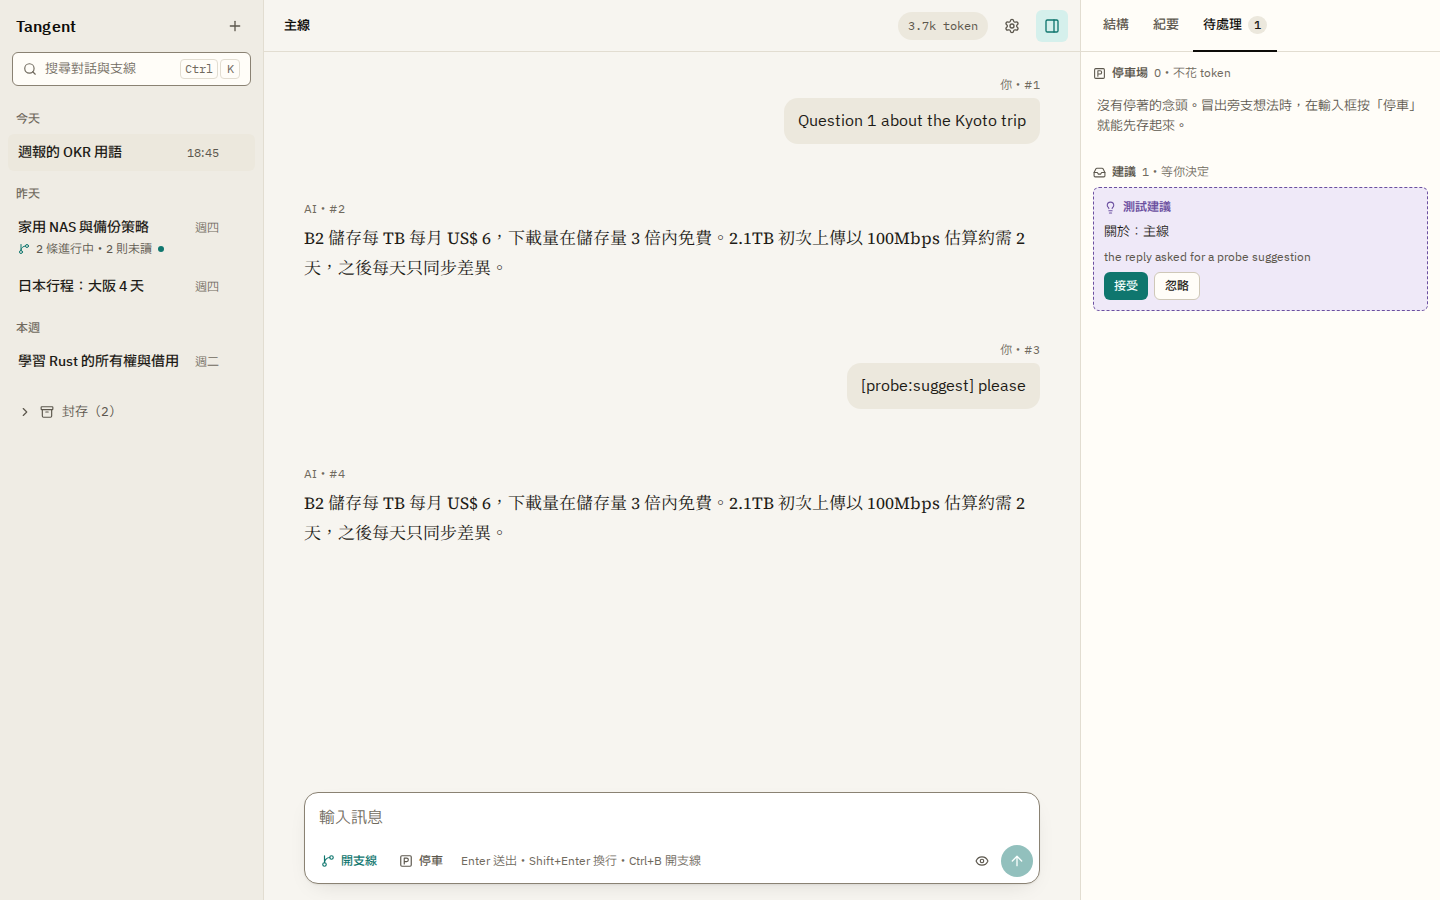 Tangent
搜尋對話與支線 Ctrl K
今天
週報的 OKR 用語 18:45
昨天
家用 NAS 與備份策略 週四
2 條進行中・2 則未讀
日本行程：大阪 4 天 週四
本週
學習 Rust 的所有權與借用 週二
封存（2）
主線
3.7k token
你・#1
Question 1 about the Kyoto trip
AI・#2
B2 儲存每 TB 每月 US$ 6，下載量在儲存量 3 倍內免費。2.1TB 初次上傳以 100Mbps 估算約需 2
天，之後每天只同步差異。
你・#3
[probe:suggest] please
AI・#4
B2 儲存每 TB 每月 US$ 6，下載量在儲存量 3 倍內免費。2.1TB 初次上傳以 100Mbps 估算約需 2
天，之後每天只同步差異。
輸入訊息
開支線 停車 Enter 送出・Shift+Enter 換行・Ctrl+B 開支線
結構 紀要 待處理 1
停車場 0・不花 token
沒有停著的念頭。冒出旁支想法時，在輸入框按「停車」
就能先存起來。
建議 1・等你決定
測試建議
關於：主線
the reply asked for a probe suggestion
接受 忽略